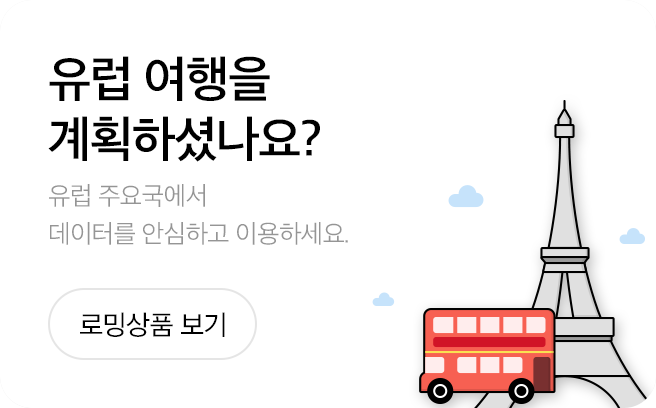 유럽 여행을
계획하셨나요?
유럽 주요국에서
데이터를 안심하고 이용하세요.
로밍상품 보기